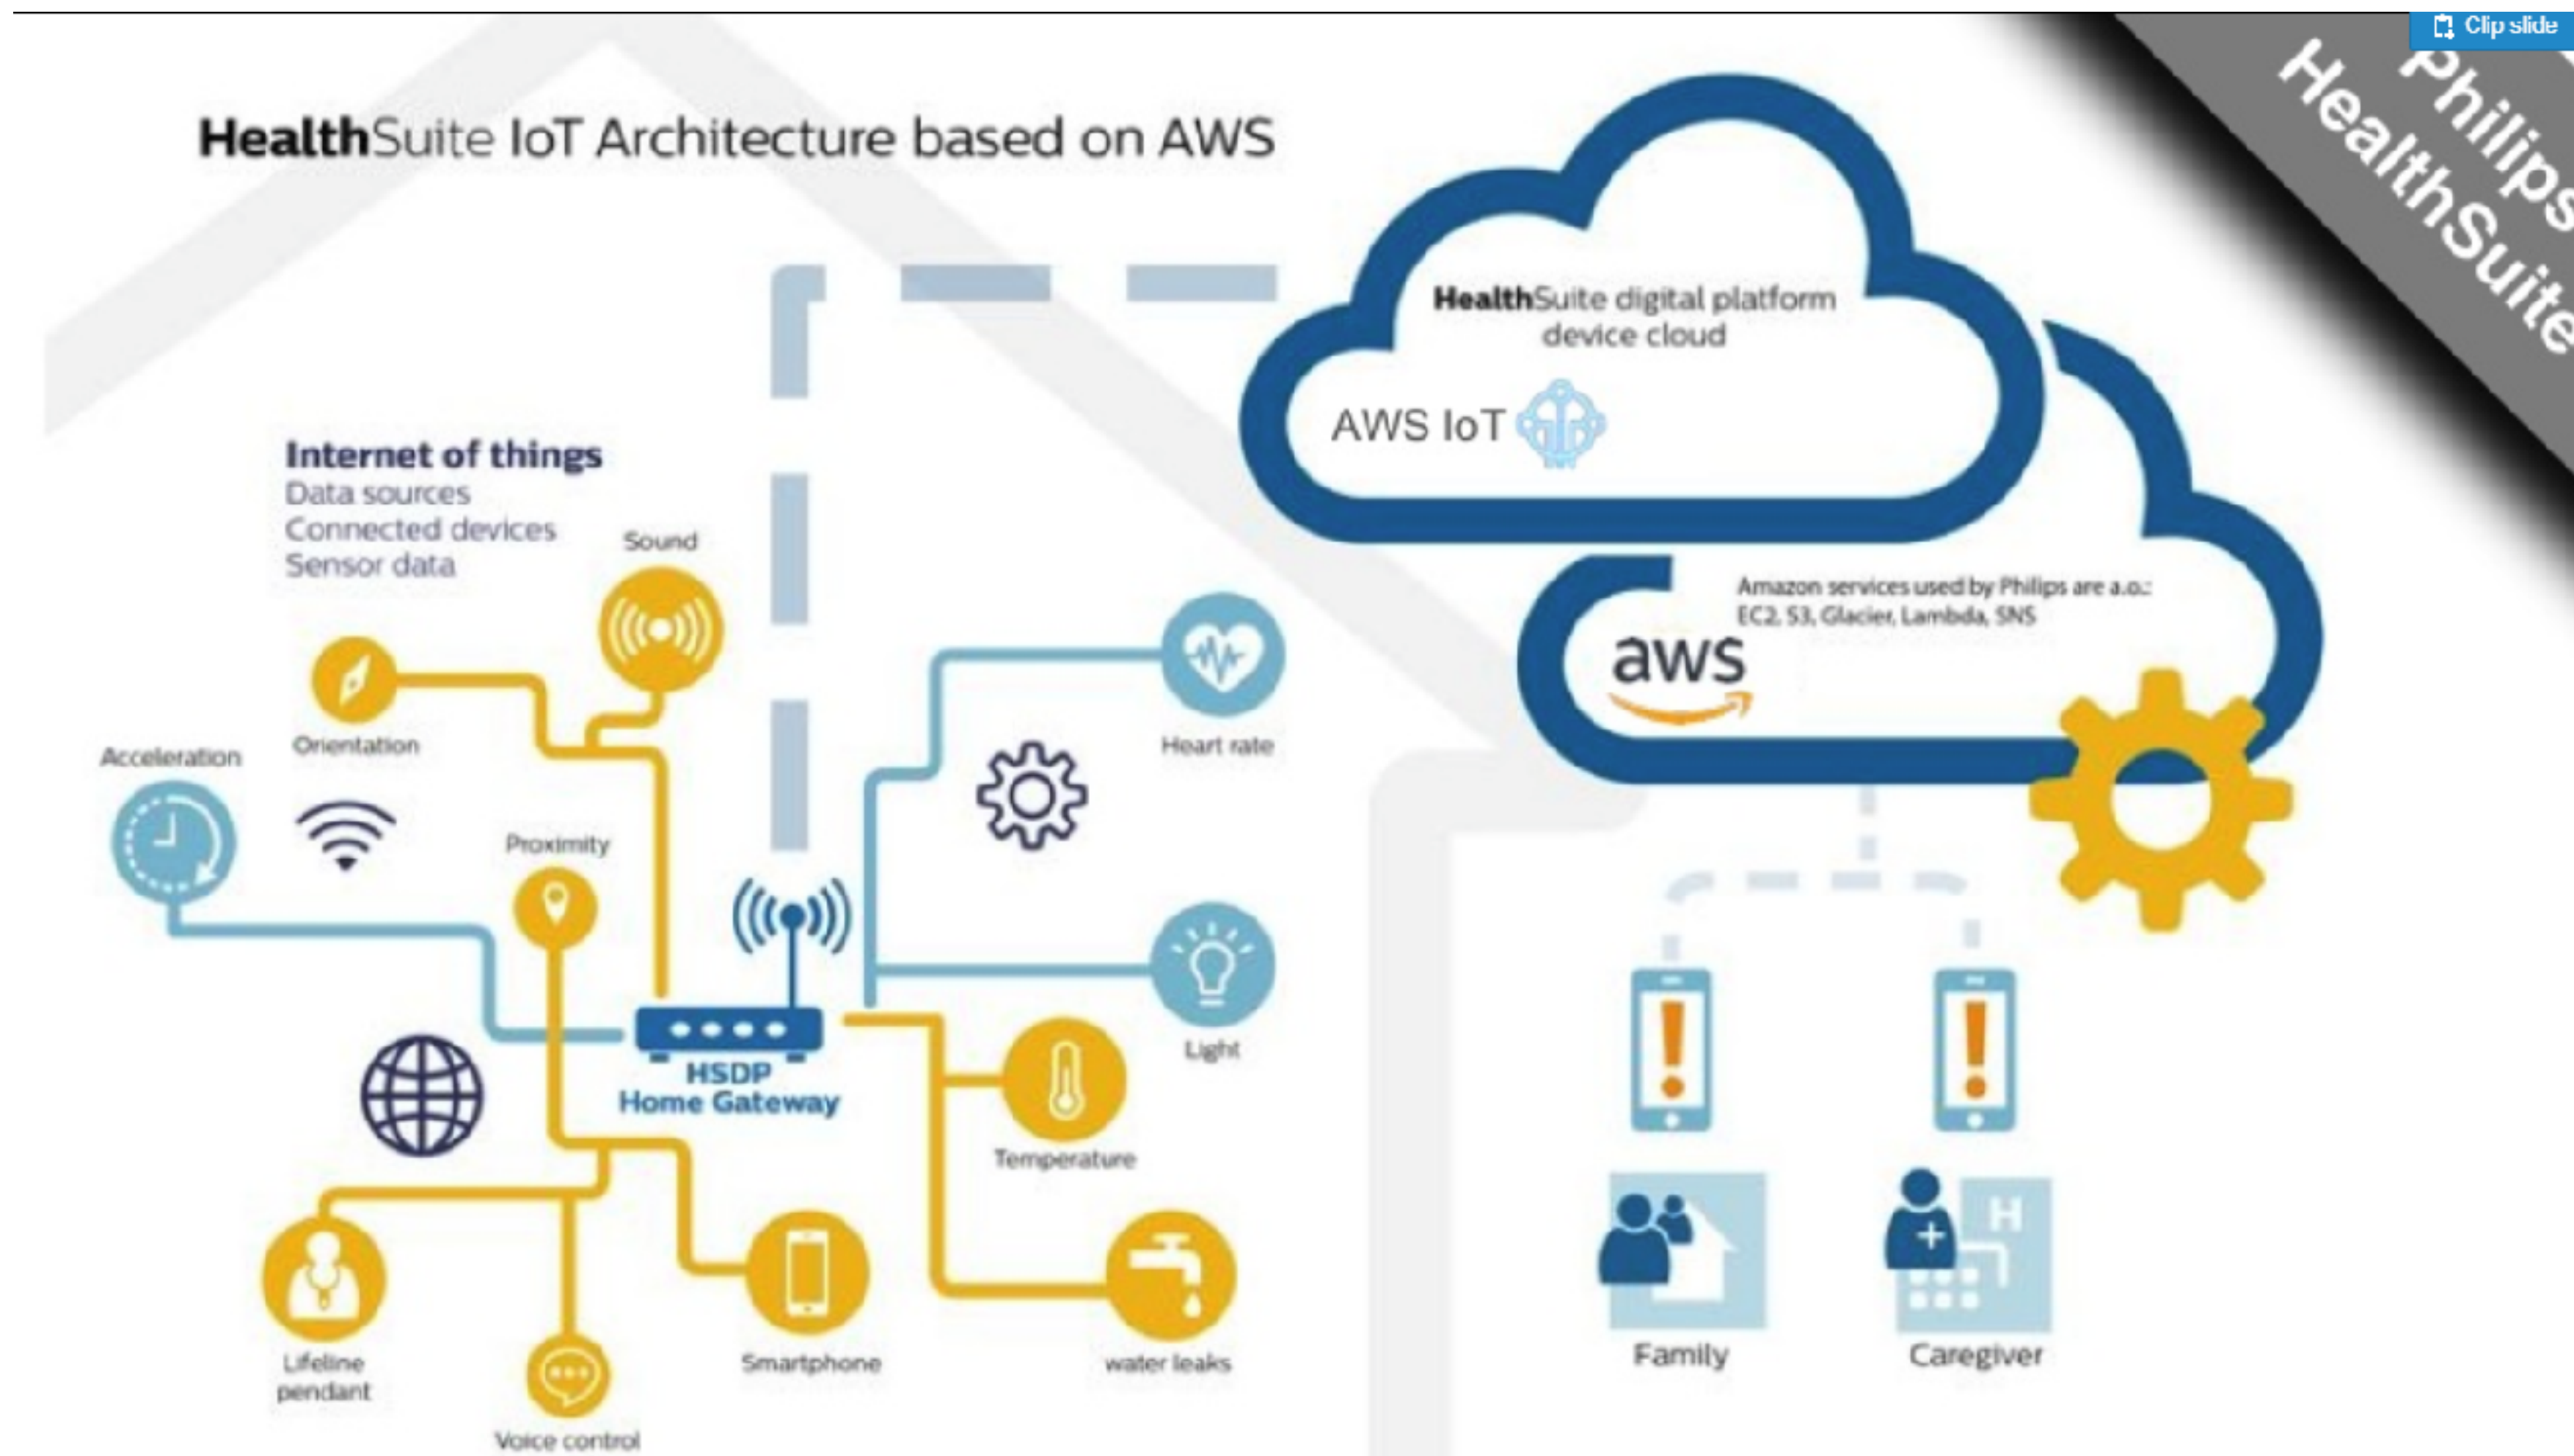 Clip slide
Philips
HealthSuite
HealthSuite IoT Architecture based on AWS
HealthSuite digital platform
device cloud
AWS IoT
Internet of things
Data sources
Connected devices
Sensor data
Sound
Amazon services used by Philips are a.o.:
EC2, S3, Glacier, Lambda, SNS
aws
Orientation
Heart rate
Acceleration
Proximity
Light
HSDP
Home Gateway
Temperature
H
Lifeline
pendant
Smartphone
water leaks
Family
Caregiver
Voice control